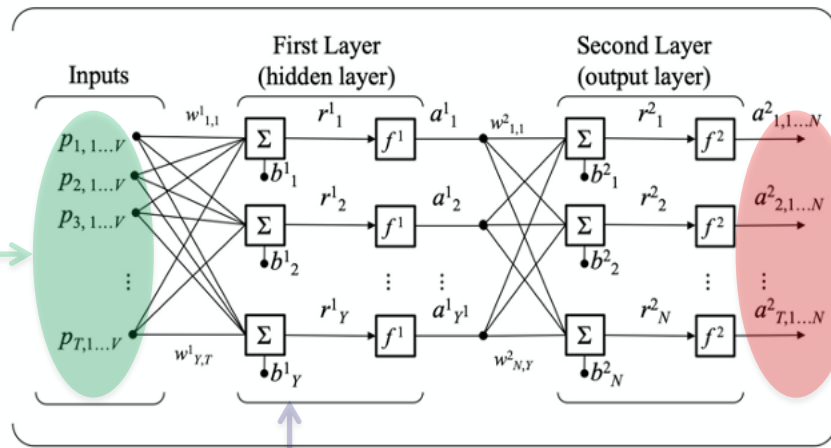 First Layer Second Layer
Inputs (hidden layer) (output layer)
w¹₁,₁ r¹₁ a¹₁ w²₁,₁ r²₁ a²₁,₁...N
p₁, ₁...V Σ f¹ Σ f²
b¹₁ b²₁
p₂, ₁...V r¹₂ a¹₂ r²₂ a²₂,₁...N
p₃, ₁...V Σ f¹ Σ f²
b¹₂ b²₂
⋮ ⋮ ⋮ ⋮ ⋮
r¹Y a¹Y¹ r²N a²T,₁...N
pT,₁...V Σ f¹ Σ f²
w¹Y,T w²N,Y
b¹Y b²N